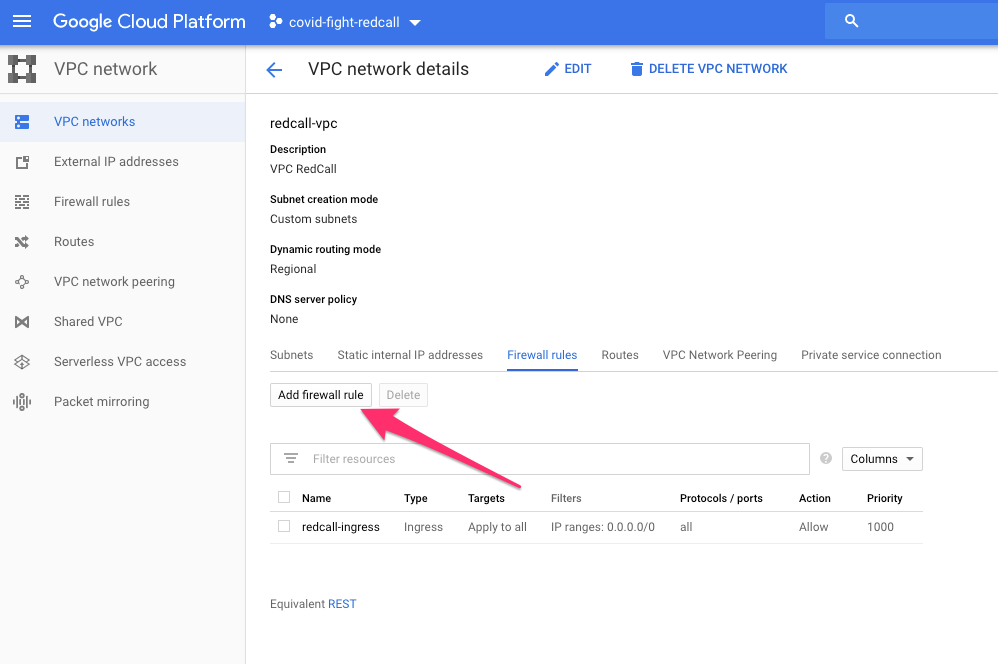 Google Cloud Platform covid-fight-redcall
VPC network
VPC network details EDIT DELETE VPC NETWORK
VPC networks
External IP addresses
Firewall rules
Routes
VPC network peering
Shared VPC
Serverless VPC access
Packet mirroring
redcall-vpc
Description
VPC RedCall
Subnet creation mode
Custom subnets
Dynamic routing mode
Regional
DNS server policy
None
Subnets Static internal IP addresses Firewall rules Routes VPC Network Peering Private service connection
Add firewall rule Delete
Filter resources ? Columns
Name Type Targets Filters Protocols / ports Action Priority
redcall-ingress Ingress Apply to all IP ranges: 0.0.0.0/0 all Allow 1000
Equivalent REST